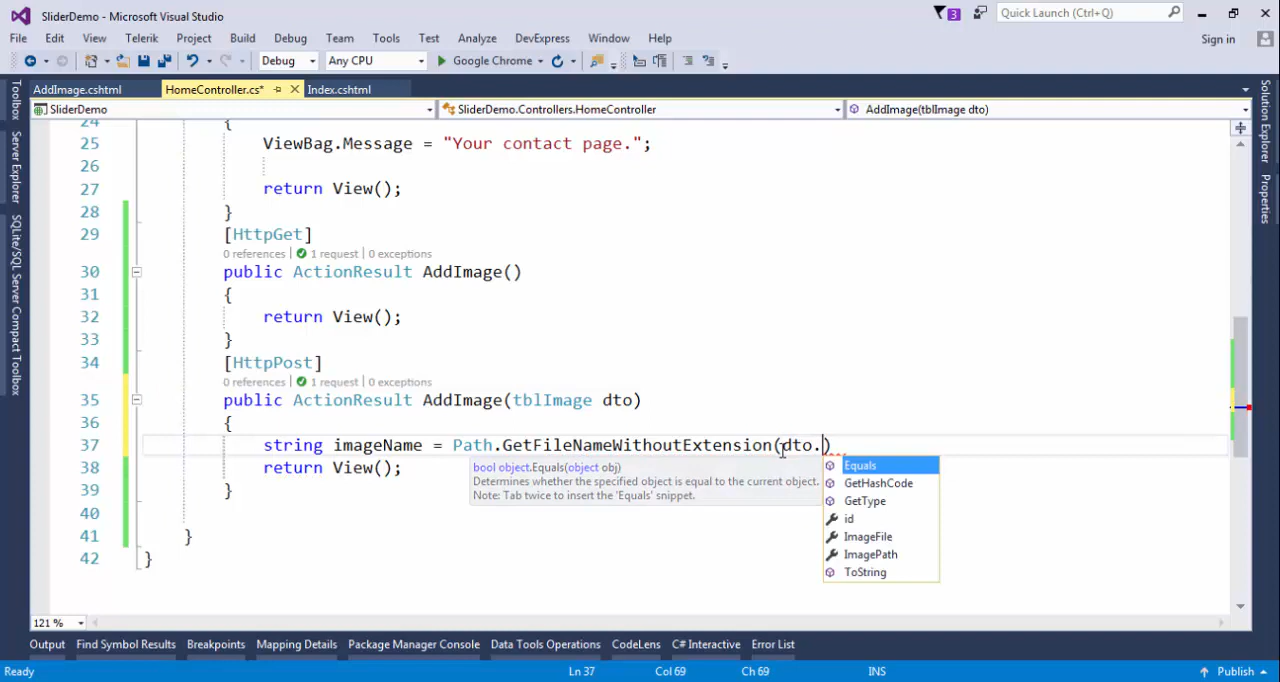 SliderDemo - Microsoft Visual Studio
3
Quick Launch (Ctrl+Q)
File Edit View Telerik Project Build Debug Team Tools Test Analyze DevExpress Window Help
Sign in
Debug Any CPU Google Chrome
AddImage.cshtml HomeController.cs* Index.cshtml
SliderDemo SliderDemo.Controllers.HomeController AddImage(tblImage dto)
Toolbox
Server Explorer
SQLite/SQL Server Compact Toolbox
24 {
25 ViewBag.Message = "Your contact page.";
26
27 return View();
28 }
29 [HttpGet]
0 references | 1 request | 0 exceptions
30 public ActionResult AddImage()
31 {
32 return View();
33 }
34 [HttpPost]
0 references | 1 request | 0 exceptions
35 public ActionResult AddImage(tblImage dto)
36 {
37 string imageName = Path.GetFileNameWithoutExtension(dto.)
38 return View();
39 }
40
41 }
42 }
bool object.Equals(object obj)
Determines whether the specified object is equal to the current object.
Note: Tab twice to insert the 'Equals' snippet.
Equals
GetHashCode
GetType
id
ImageFile
ImagePath
ToString
Solution Explorer
Properties
121 %
Output Find Symbol Results Breakpoints Mapping Details Package Manager Console Data Tools Operations CodeLens C# Interactive Error List
Ready Ln 37 Col 69 Ch 69 INS Publish